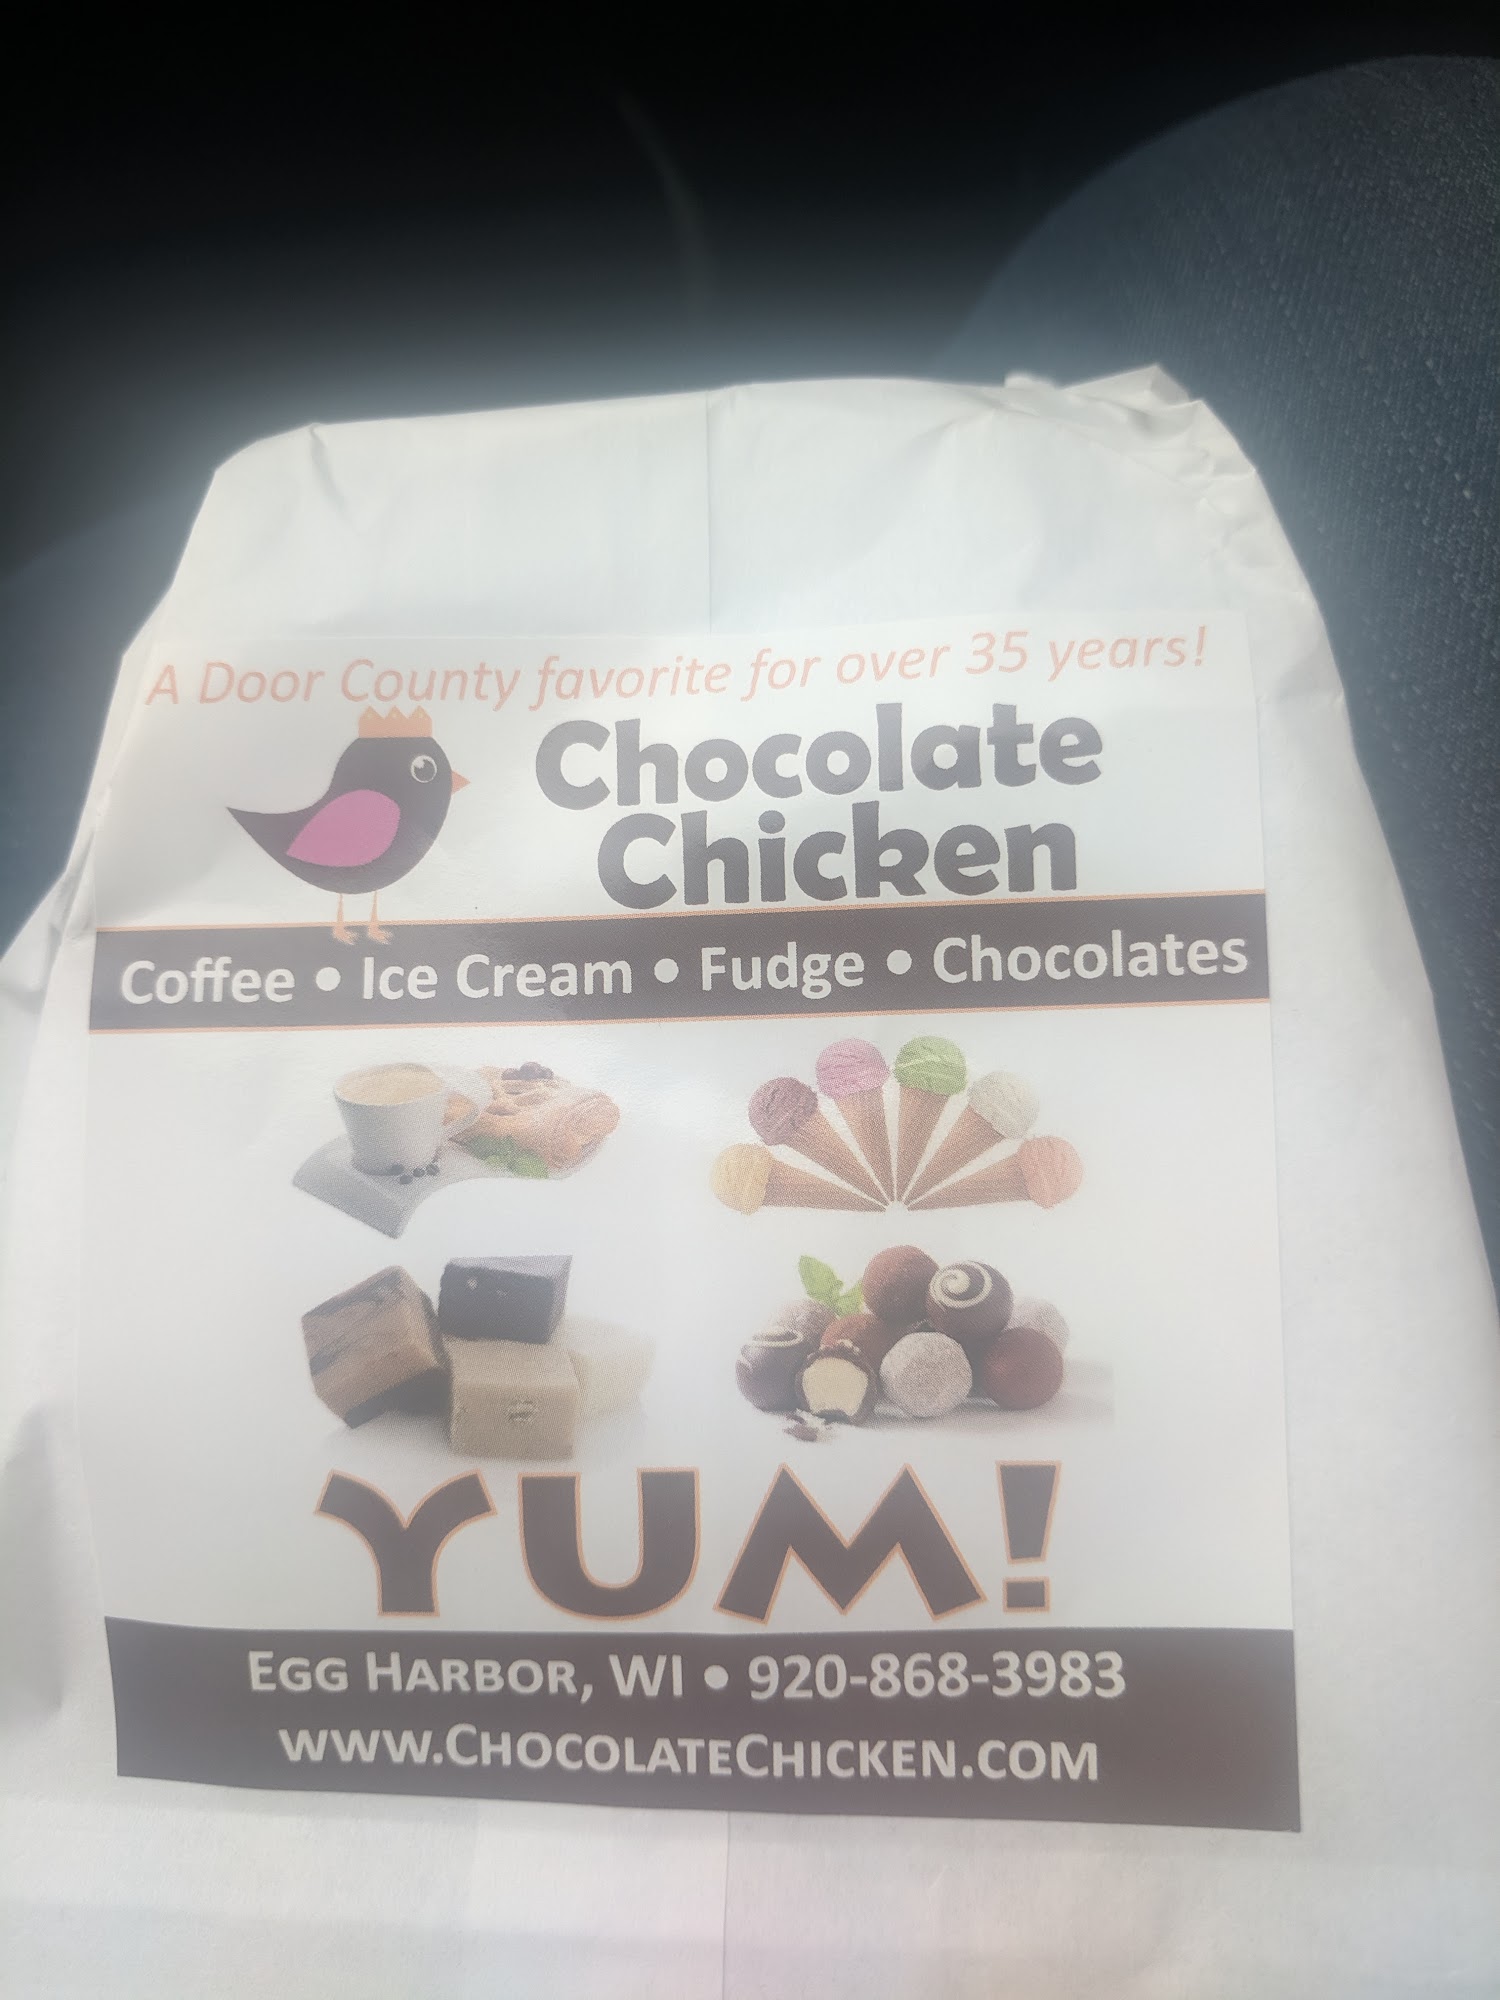 A Door County favorite for over 35 years!
Chocolate
Chicken
Coffee • Ice Cream • Fudge • Chocolates
YUM!
EGG HARBOR, WI • 920-868-3983
WWW.CHOCOLATECHICKEN.COM